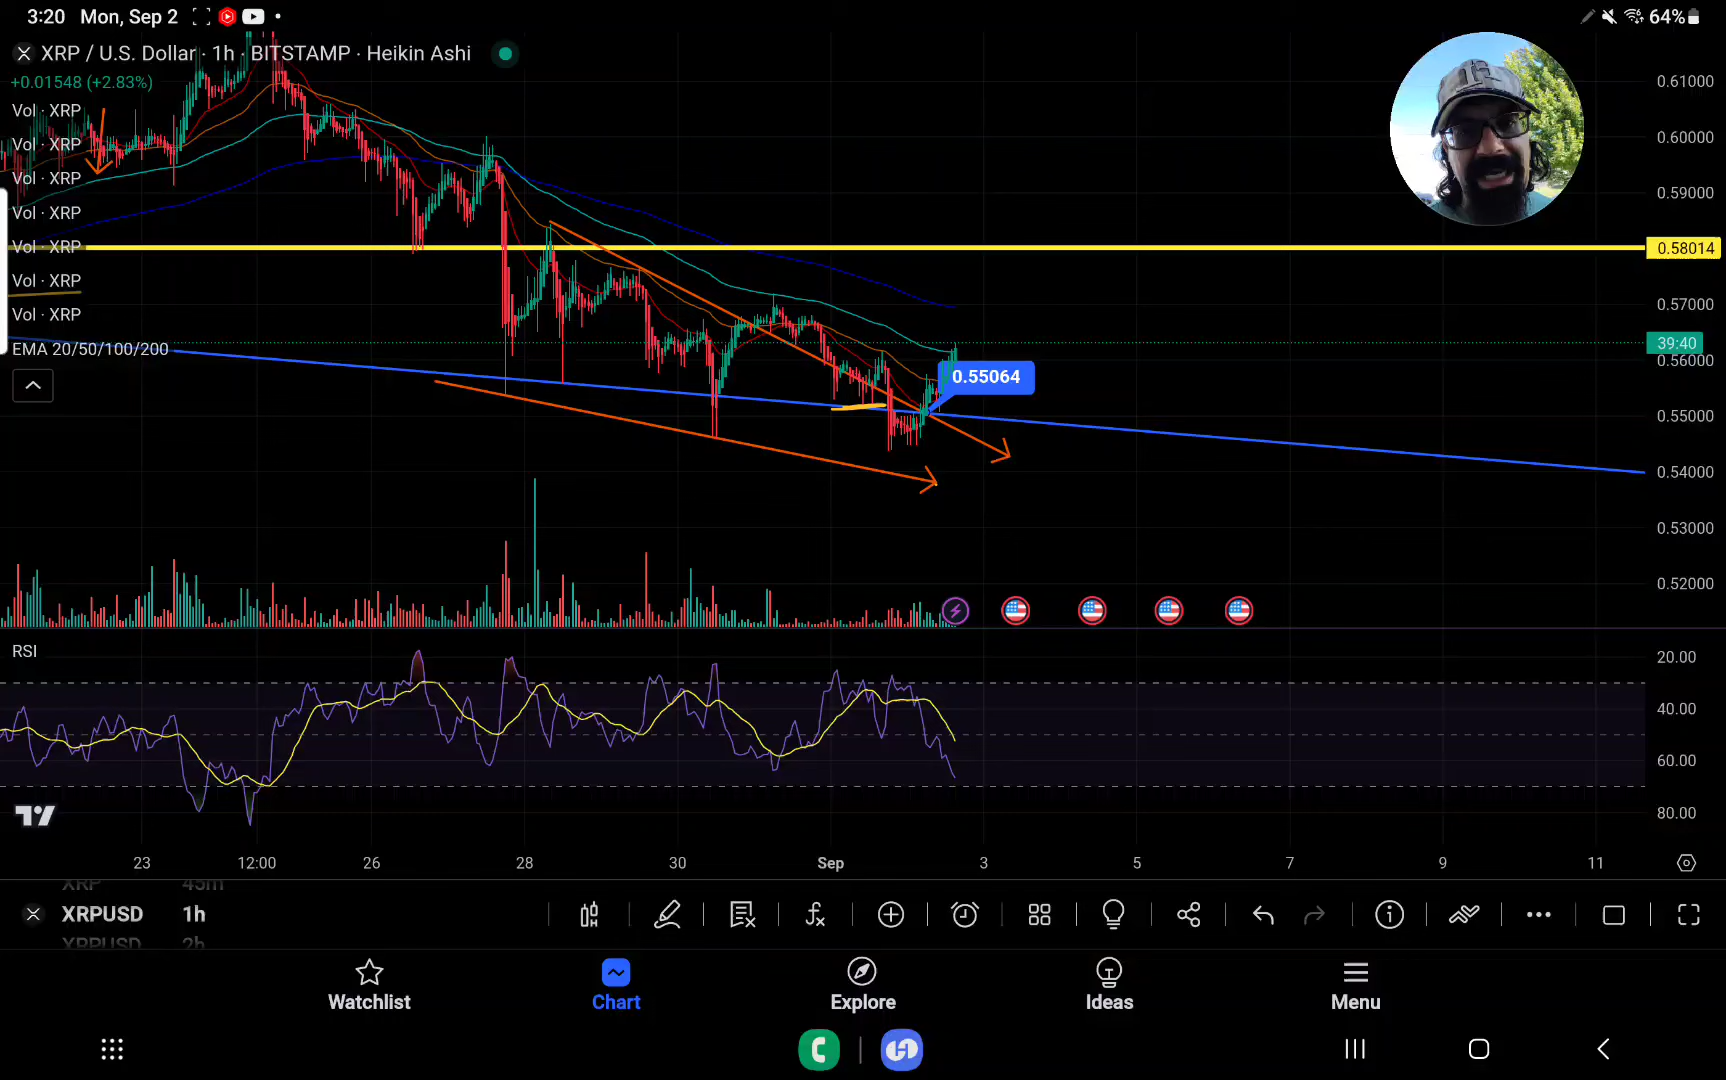 3:20 Mon, Sep 2 64%
XRP / U.S. Dollar · 1h · BITSTAMP · Heikin Ashi
+0.01548 (+2.83%)
Vol · XRP
Vol · XRP
Vol · XRP
Vol · XRP
Vol · XRP
Vol · XRP
Vol · XRP
EMA 20/50/100/200
0.61000
0.60000
0.59000
0.58014
0.57000
39:40
0.56000
0.55064
0.55000
0.54000
0.53000
0.52000
RSI
20.00
40.00
60.00
80.00
23 12:00 26 28 30 Sep 3 5 7 9 11
XRP 45m
XRPUSD 1h
XRPUSD 2h
Watchlist Chart Explore Ideas Menu